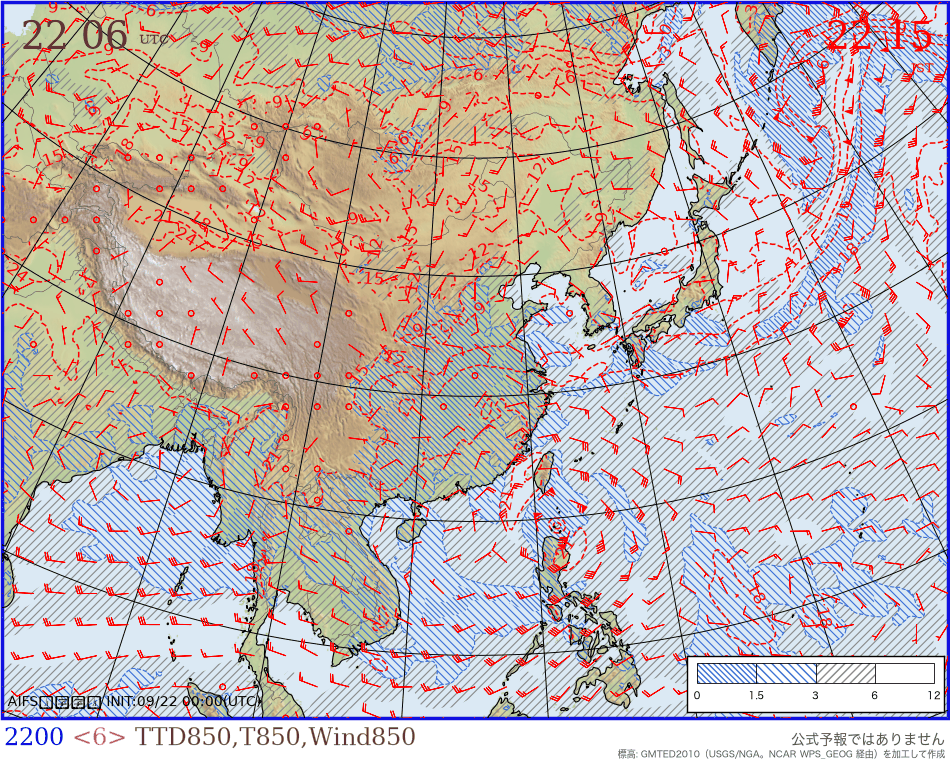 22 06 UTC
22 15 JST
AIFS INIT:09/22 00:00(UTC)
0 1.5 3 6 12
2200 <6> TTD850,T850,Wind850
公式予報ではありません
標高: GMTED2010（USGS/NGA。NCAR WPS_GEOG 経由）を加工して作成